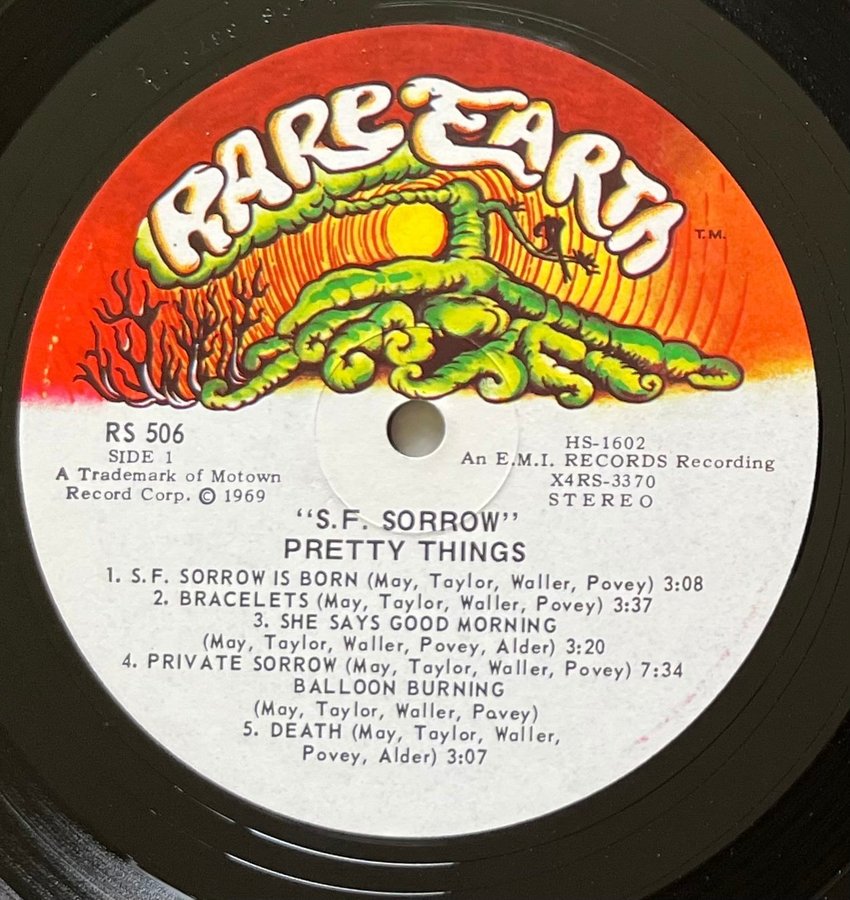 RARE EARTH
T.M.
RS 506
SIDE 1
A Trademark of Motown
Record Corp. © 1969
HS-1602
An E.M.I. RECORDS Recording
X4RS-3370
STEREO
"S.F. SORROW"
PRETTY THINGS
1. S.F. SORROW IS BORN (May, Taylor, Waller, Povey) 3:08
2. BRACELETS (May, Taylor, Waller, Povey) 3:37
3. SHE SAYS GOOD MORNING
(May, Taylor, Waller, Povey, Alder) 3:20
4. PRIVATE SORROW (May, Taylor, Waller, Povey) 7:34
BALLOON BURNING
(May, Taylor, Waller, Povey)
5. DEATH (May, Taylor, Waller,
Povey, Alder) 3:07